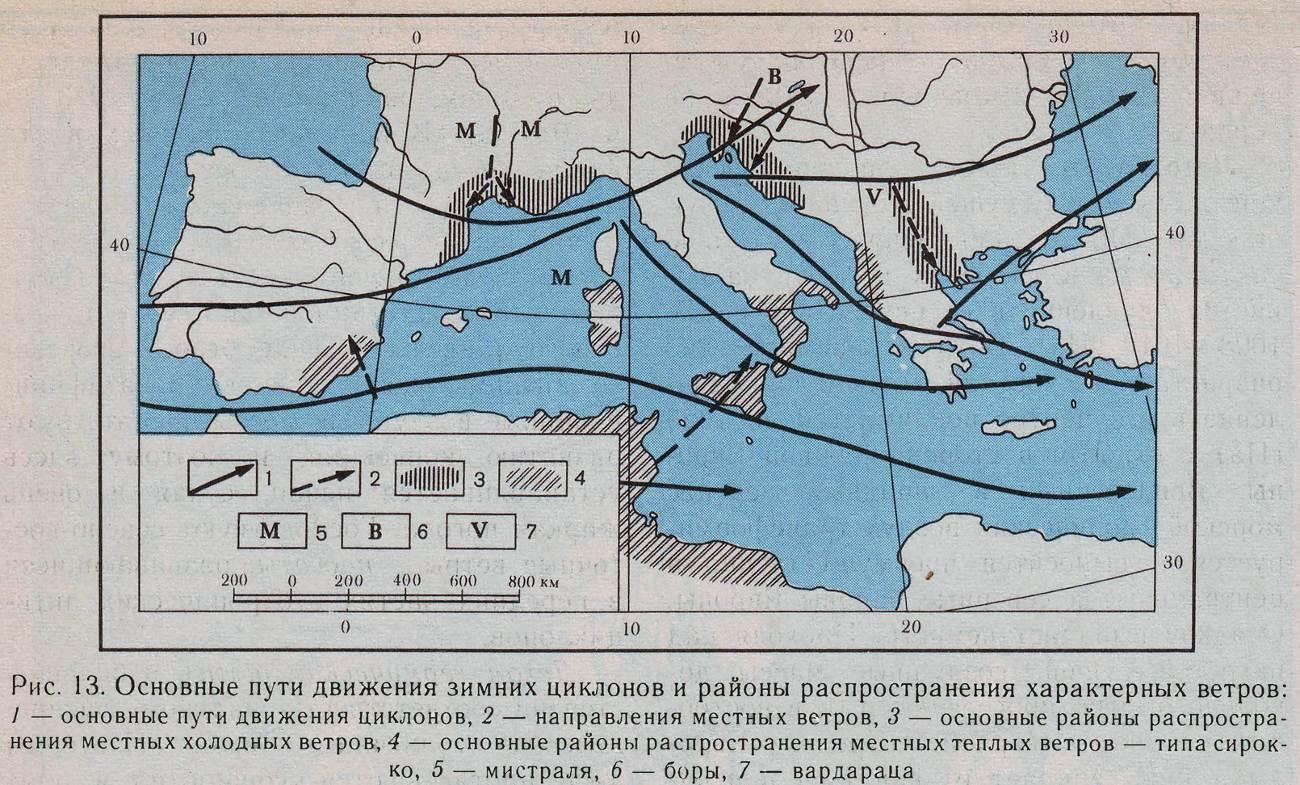 10 0 10 20 30
В
М М
V
40 40
М
1 2 3 4
М 5 В 6 V 7
200 0 200 400 600 800 км
30
0 10 20
Рис. 13. Основные пути движения зимних циклонов и районы распространения характерных ветров:
1 — основные пути движения циклонов, 2 — направления местных ветров, 3 — основные районы распростра-
нения местных холодных ветров, 4 — основные районы распространения местных теплых ветров — типа сирок-
ко, 5 — мистраля, 6 — боры, 7 — вардараца